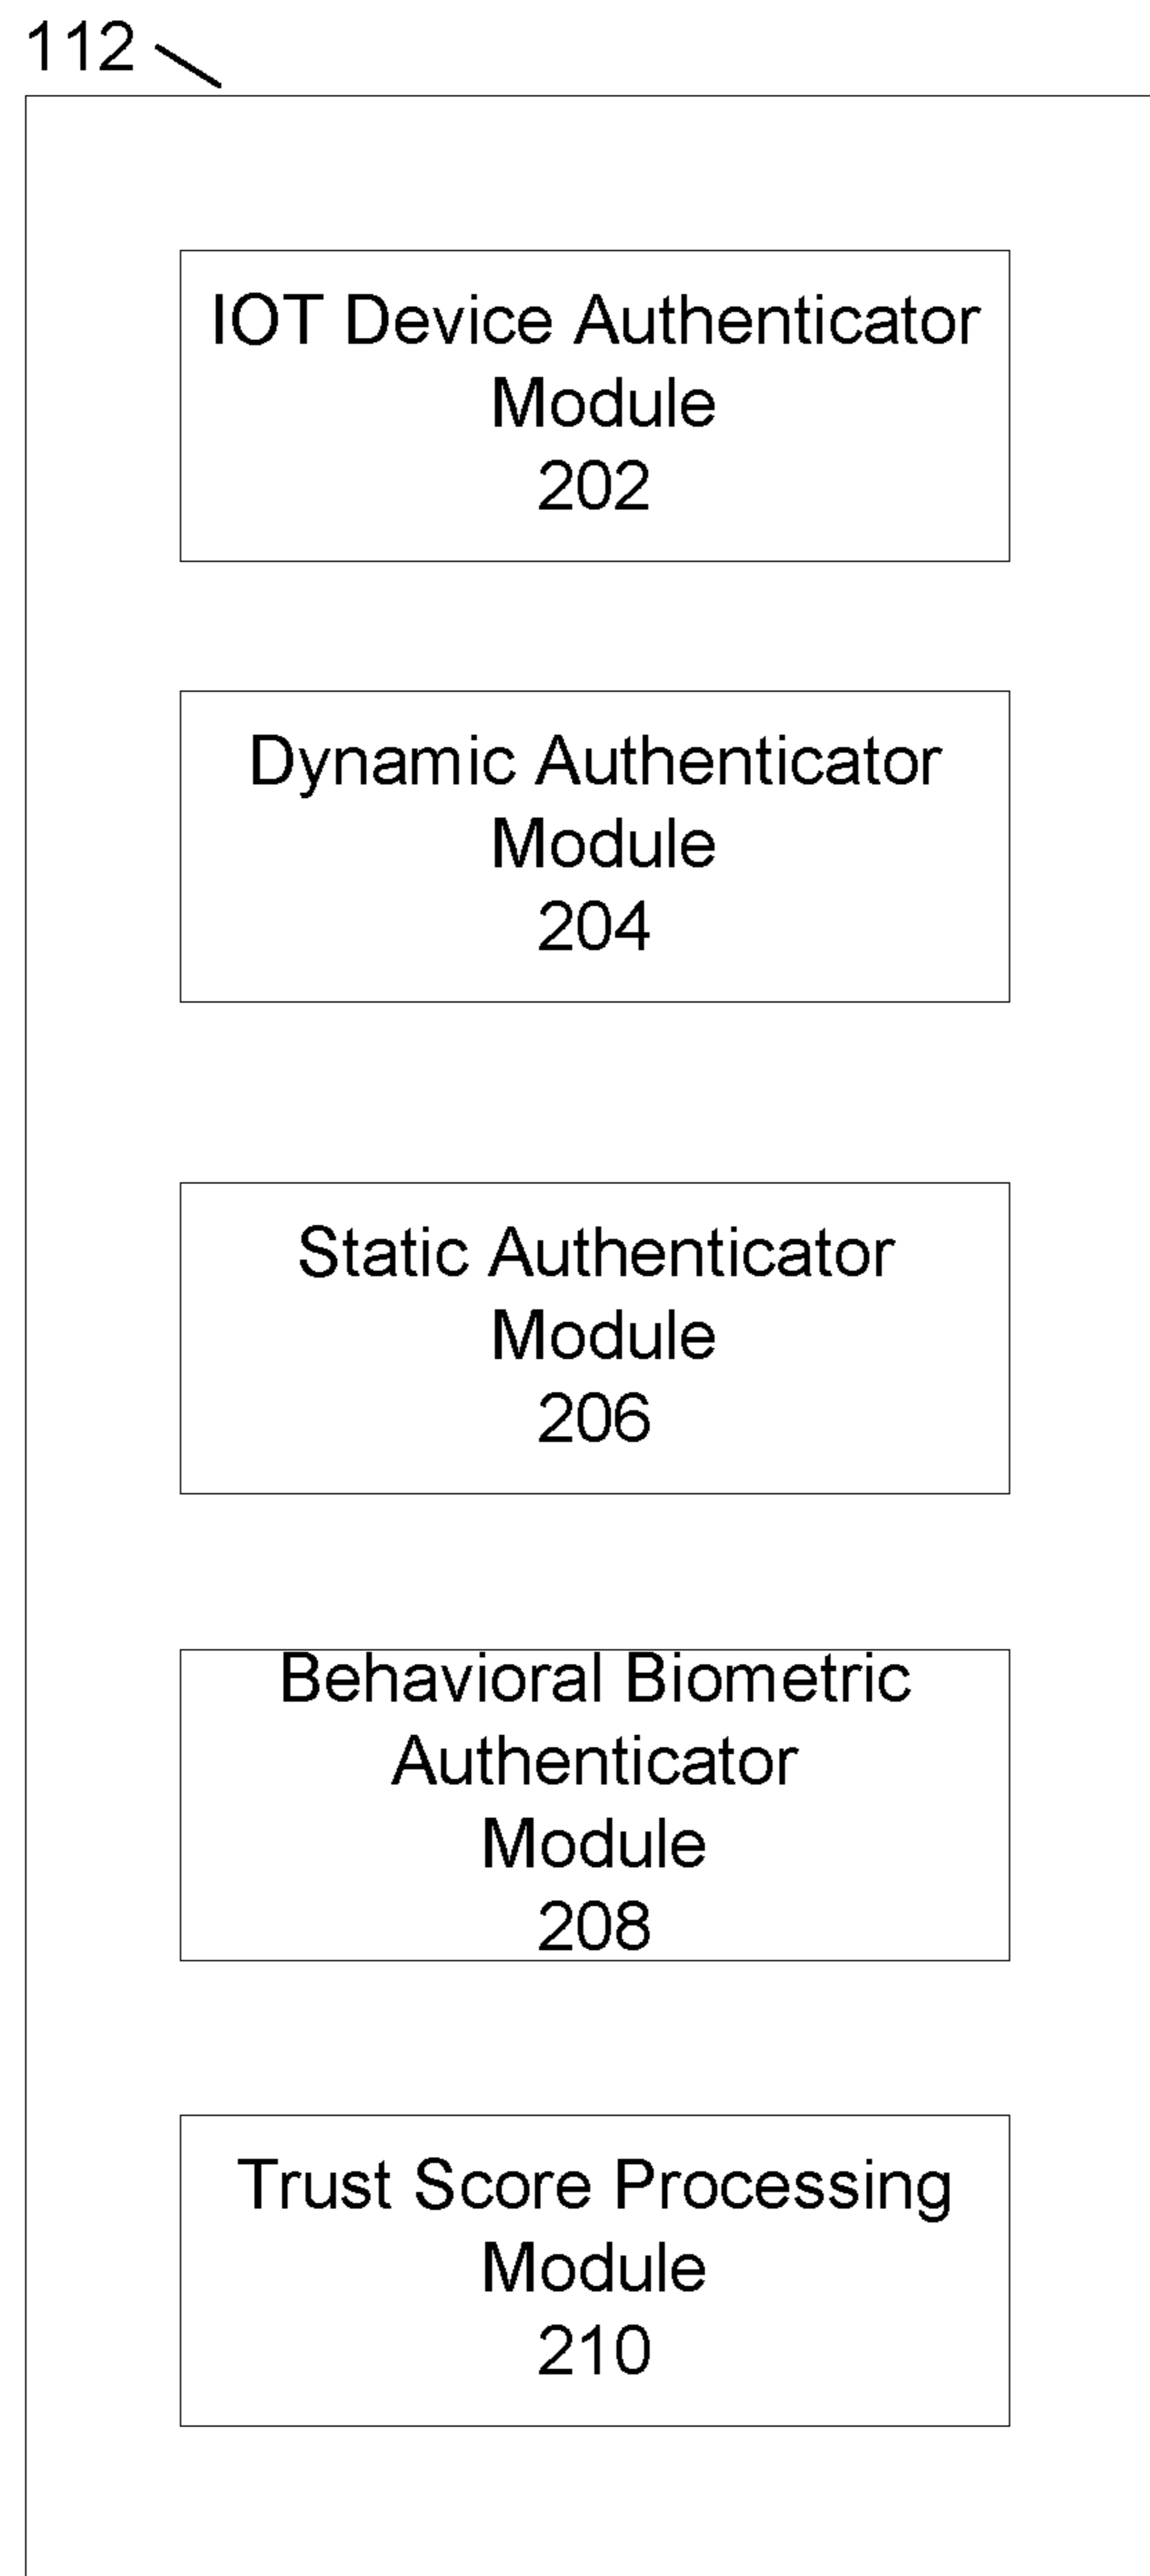 112
IOT Device Authenticator
Module
202
Dynamic Authenticator
Module
204
Static Authenticator
Module
206
Behavioral Biometric
Authenticator
Module
208
Trust Score Processing
Module
210